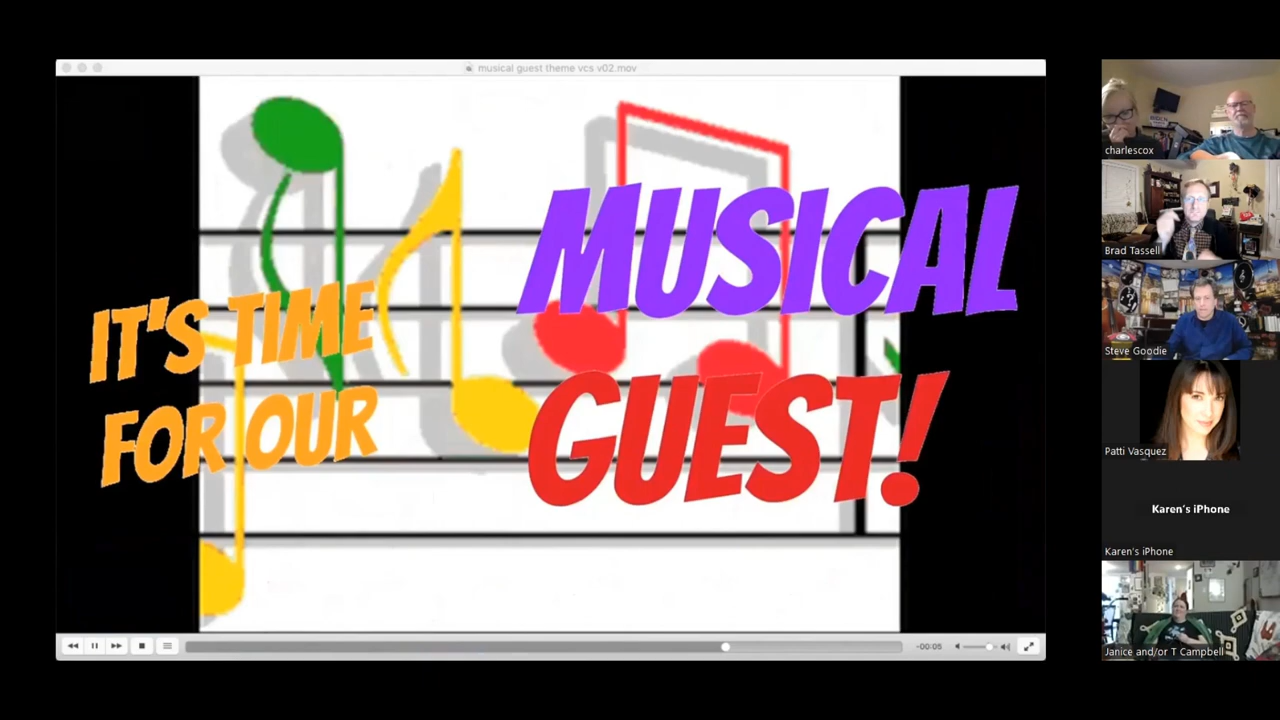 musical guest theme vcs v02.mov
IT'S TIME
FOR OUR
MUSICAL
GUEST!
-00:05
charlescox
Brad Tassell
Steve Goodie
Patti Vasquez
Karen's iPhone
Karen's iPhone
Janice and/or T Campbell